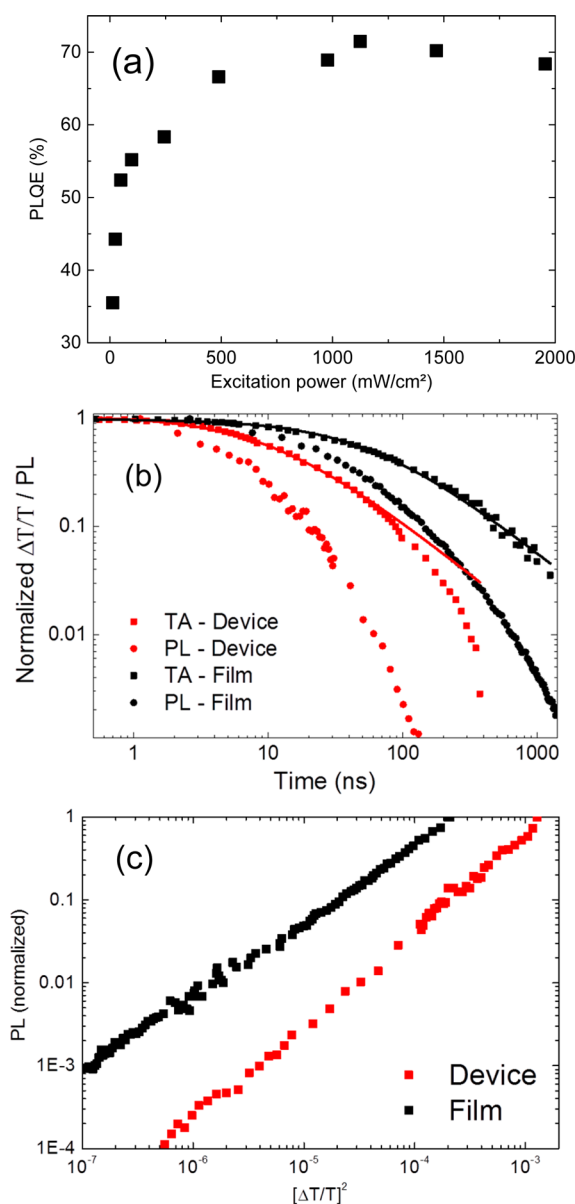 (a)
PLQE (%)
70
60
50
40
30
0 500 1000 1500 2000
Excitation power (mW/cm²)
(b)
Normalized ΔT/T / PL
1
0.1
0.01
TA - Device
PL - Device
TA - Film
PL - Film
1 10 100 1000
Time (ns)
(c)
PL (normalized)
1
0.1
0.01
1E-3
1E-4
Device
Film
10⁻⁷ 10⁻⁶ 10⁻⁵ 10⁻⁴ 10⁻³
[ΔT/T]²